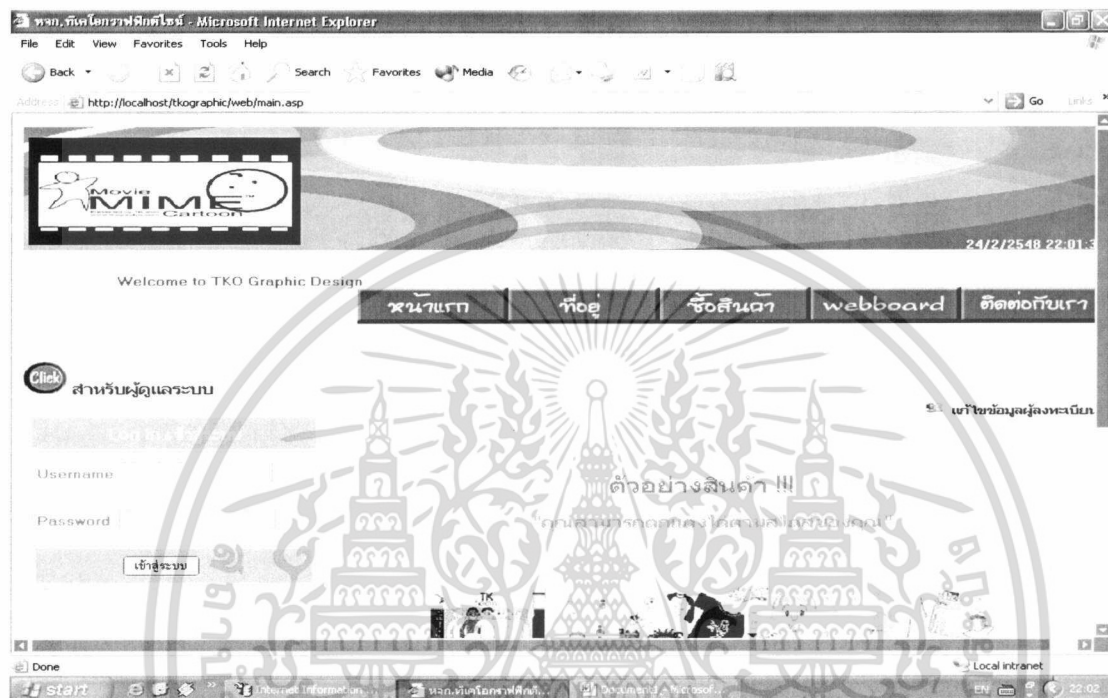 หจก.ทีเคโอกราฟฟิกดีไซน์ - Microsoft Internet Explorer
File Edit View Favorites Tools Help
Back Search Favorites Media
Address http://localhost/tkographic/web/main.asp Go Links
Movie
MiME
Cartoon
24/2/2548 22:01:3
Welcome to TKO Graphic Design
หน้าแรก ที่อยู่ ซื้อสินค้า webboard ติดต่อกับเรา
Click สำหรับผู้ดูแลระบบ
แก้ไขข้อมูลผู้ลงทะเบียน
Username
ตัวอย่างสินค้า !!!
Password
เข้าสู่ระบบ
TK
Done Local intranet
start Internet Information ... หจก.ทีเคโอกราฟฟิกดี... Document1 - Microsof... EN 22:02